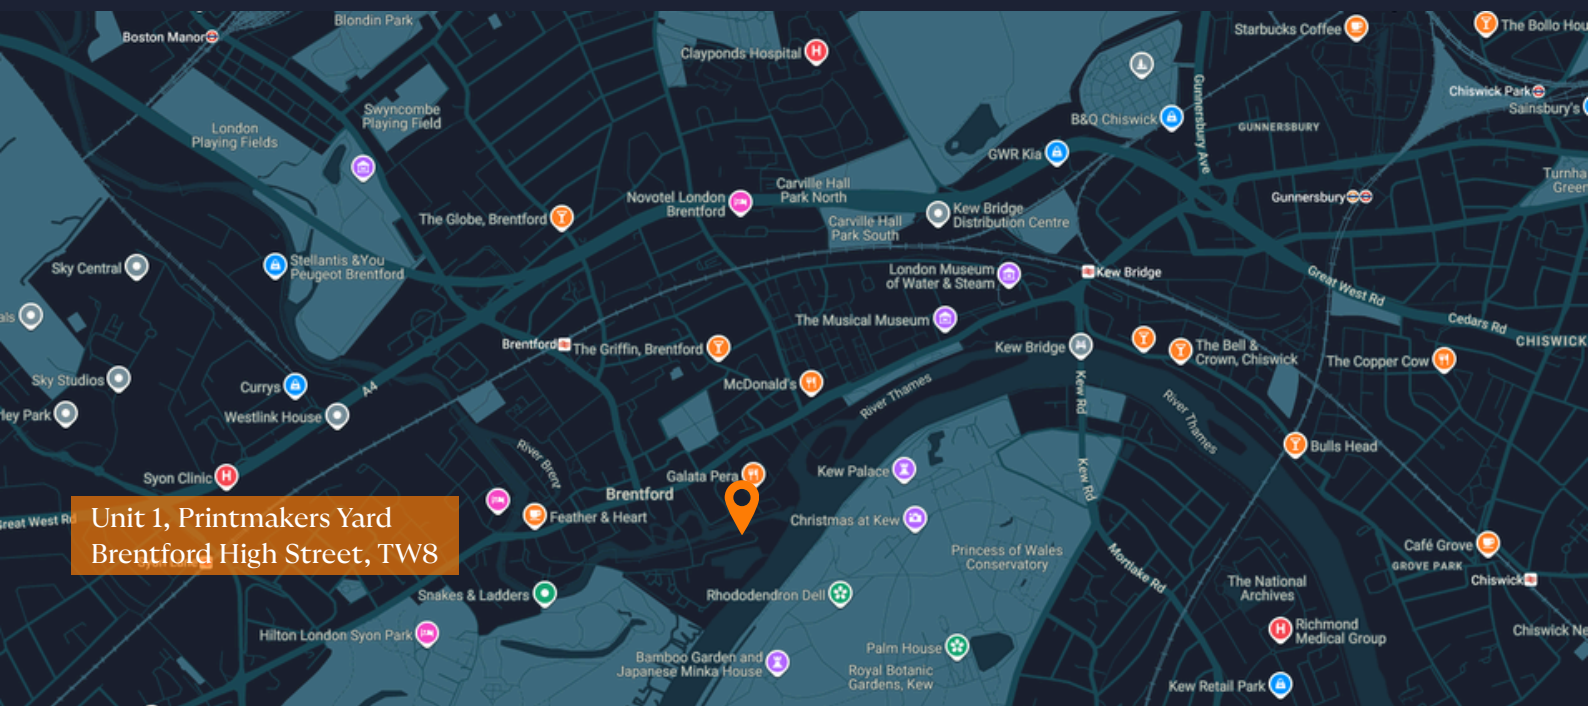 Blondin Park
Boston Manor
Clayponds Hospital
Starbucks Coffee
The Bollo Hou
Chiswick Park
Sainsbury's
Swyncombe
Playing Field
London
Playing Fields
B&Q Chiswick
Gunnersbury Ave
GUNNERSBURY
GWR Kia
Turnha
Green
Carville Hall
Park North
Novotel London
Brentford
Gunnersbury
The Globe, Brentford
Kew Bridge
Distribution Centre
Carville Hall
Park South
Sky Central
Stellantis &You
Peugeot Brentford
London Museum
of Water & Steam
Kew Bridge
Great West Rd
als
The Musical Museum
Cedars Rd
CHISWICK
Brentford
The Griffin, Brentford
Kew Bridge
The Bell &
Crown, Chiswick
The Copper Cow
Sky Studios
Currys
A4
McDonald's
River Thames
Kew Rd
River Thames
ley Park
Westlink House
Bulls Head
River Brent
Syon Clinic
Galata Pera
Kew Palace
Kew Rd
Brentford
Great West Rd
Unit 1, Printmakers Yard
Brentford High Street, TW8
Syon Lane
Feather & Heart
Christmas at Kew
Princess of Wales
Conservatory
Mortlake Rd
Café Grove
GROVE PARK
Chiswick
The National
Archives
Snakes & Ladders
Rhododendron Dell
Hilton London Syon Park
Richmond
Medical Group
Chiswick Ne
Palm House
Bamboo Garden and
Japanese Minka House
Royal Botanic
Gardens, Kew
Kew Retail Park